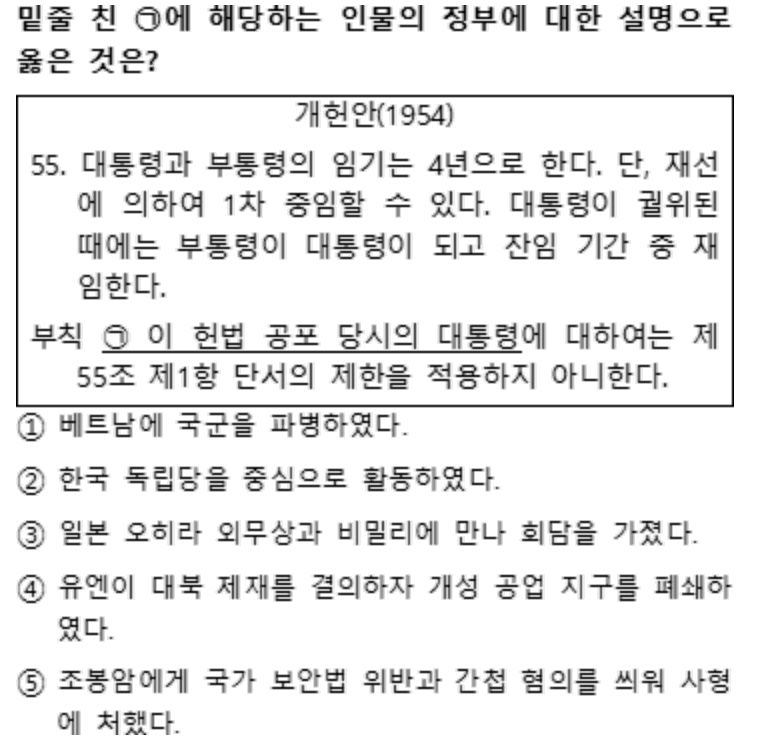 밑줄 친 ㉠에 해당하는 인물의 정부에 대한 설명으로
옳은 것은?
개헌안(1954)
55. 대통령과 부통령의 임기는 4년으로 한다. 단, 재선
에 의하여 1차 중임할 수 있다. 대통령이 궐위된
때에는 부통령이 대통령이 되고 잔임 기간 중 재
임한다.
부칙 ㉠ 이 헌법 공포 당시의 대통령에 대하여는 제
55조 제1항 단서의 제한을 적용하지 아니한다.
① 베트남에 국군을 파병하였다.
② 한국 독립당을 중심으로 활동하였다.
③ 일본 오히라 외무상과 비밀리에 만나 회담을 가졌다.
④ 유엔이 대북 제재를 결의하자 개성 공업 지구를 폐쇄하
였다.
⑤ 조봉암에게 국가 보안법 위반과 간첩 혐의를 씌워 사형
에 처했다.